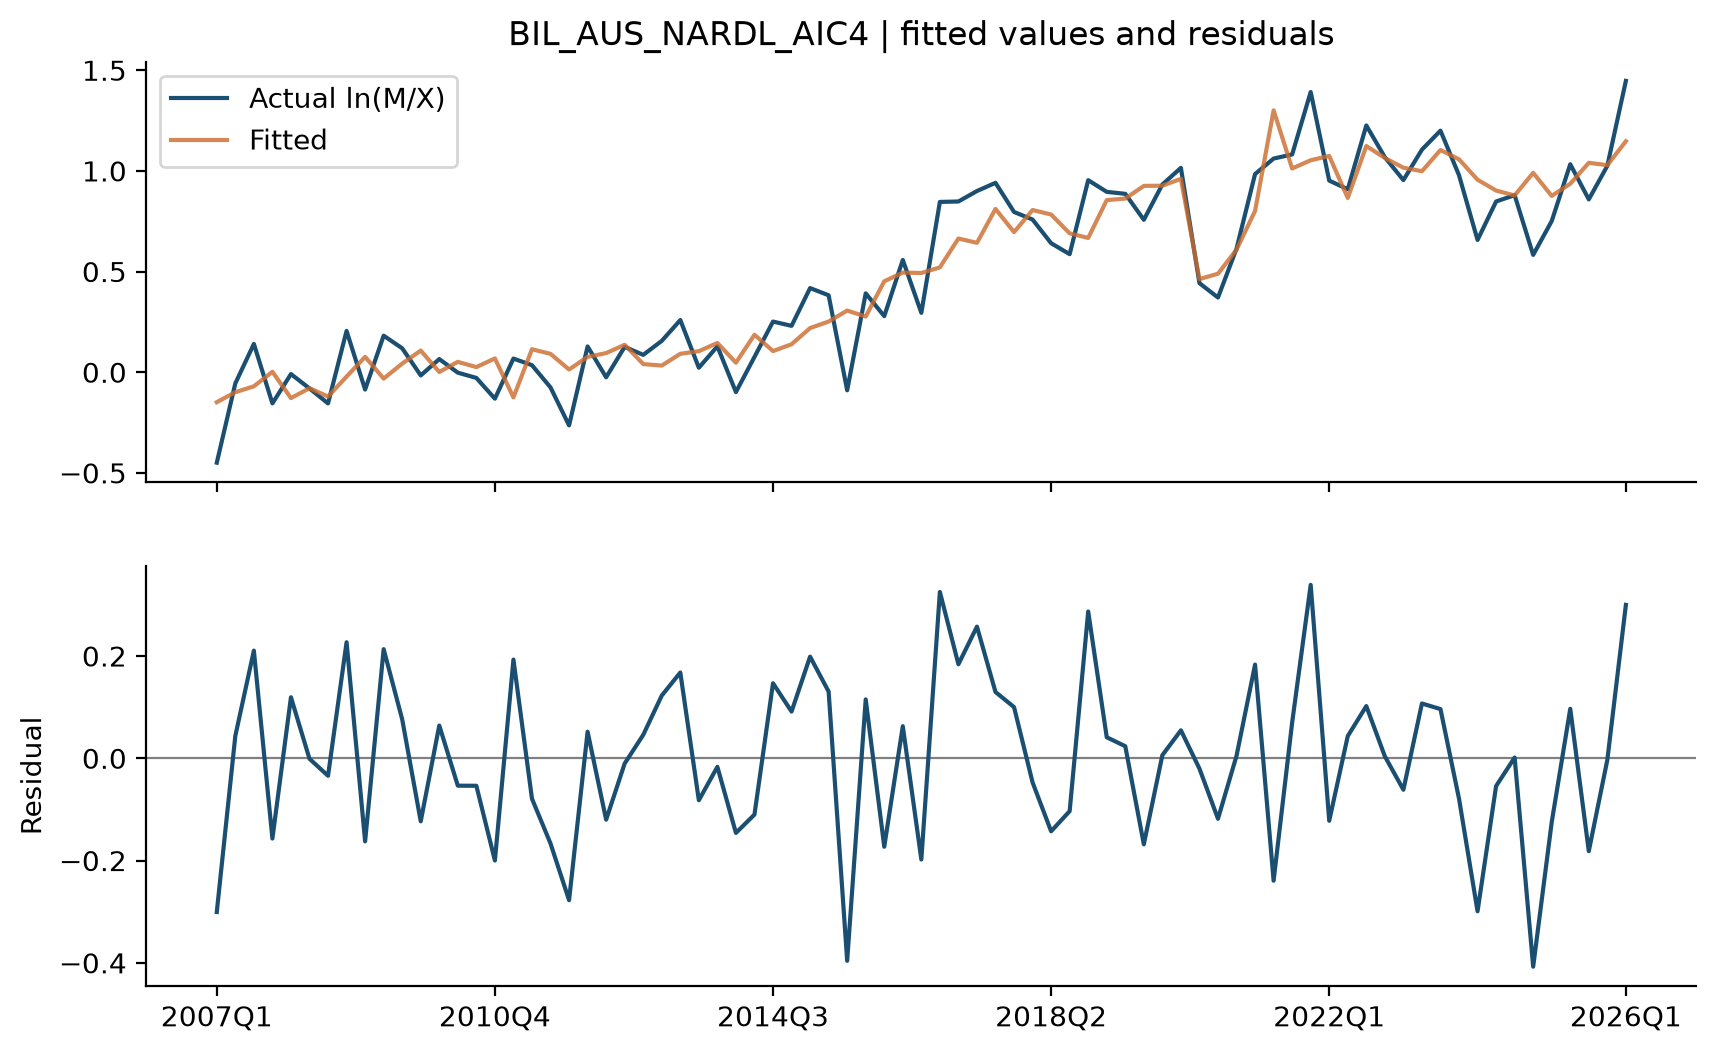 BIL_AUS_NARDL_AIC4 | fitted values and residuals
1.5
1.0
0.5
0.0
−0.5
Actual ln(M/X)
Fitted
Residual
0.2
0.0
−0.2
−0.4
2007Q1 2010Q4 2014Q3 2018Q2 2022Q1 2026Q1